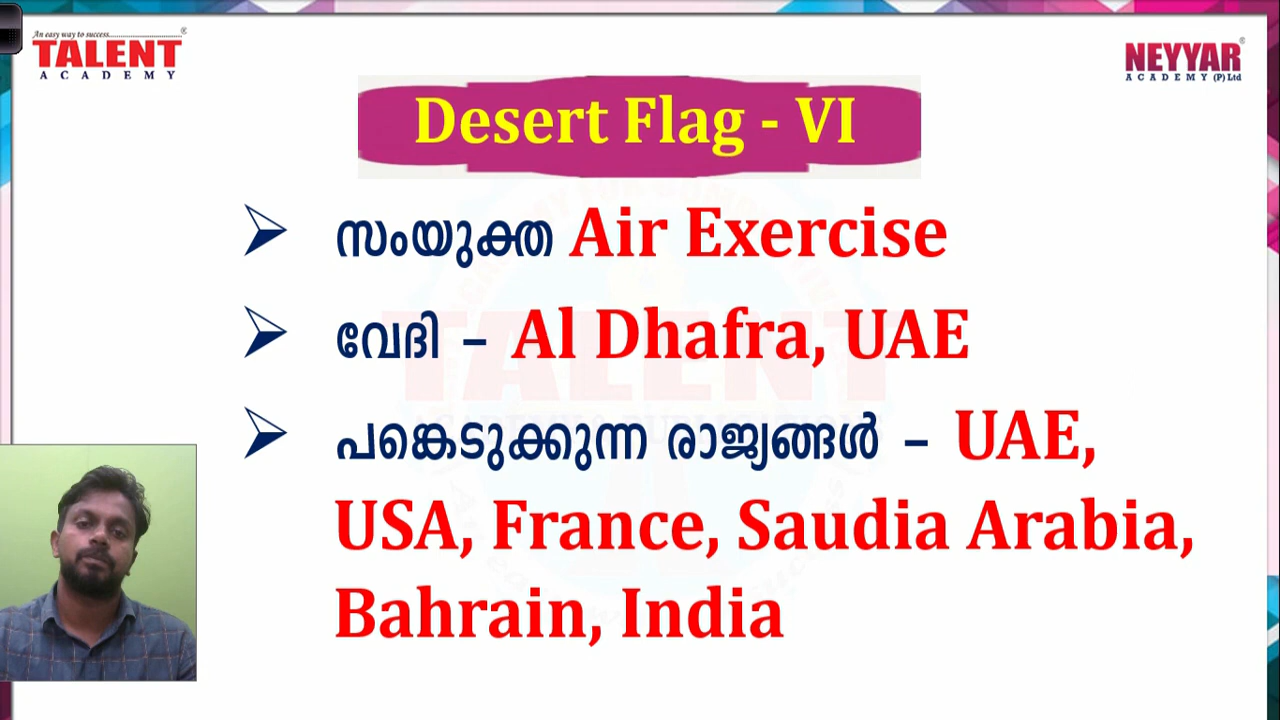 An easy way to success
TALENT
ACADEMY
NEYYAR
ACADEMY (P) Ltd
Desert Flag - VI
സംയുക്ത Air Exercise
വേദി – Al Dhafra, UAE
പങ്കെടുക്കുന്ന രാജ്യങ്ങൾ – UAE,
USA, France, Saudia Arabia,
Bahrain, India
TALENT